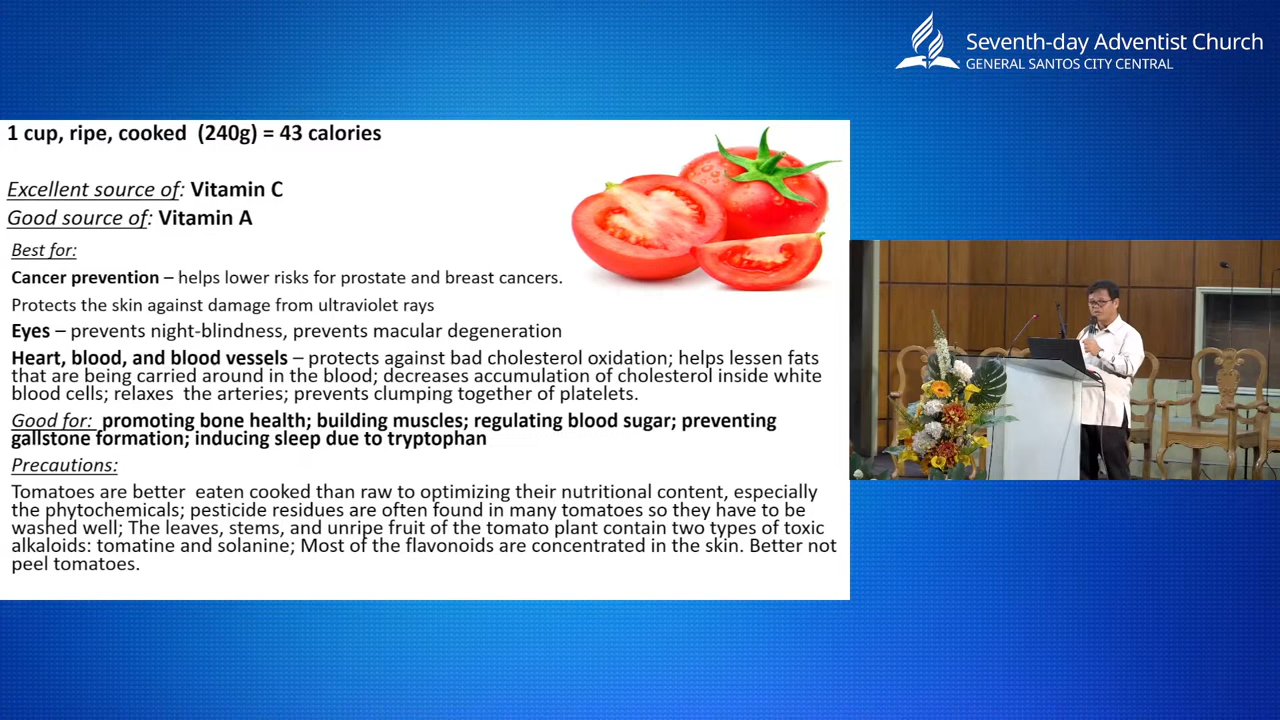 Seventh-day Adventist Church
GENERAL SANTOS CITY CENTRAL
1 cup, ripe, cooked (240g) = 43 calories
Excellent source of: Vitamin C
Good source of: Vitamin A
Best for:
Cancer prevention – helps lower risks for prostate and breast cancers.
Protects the skin against damage from ultraviolet rays
Eyes – prevents night-blindness, prevents macular degeneration
Heart, blood, and blood vessels – protects against bad cholesterol oxidation; helps lessen fats
that are being carried around in the blood; decreases accumulation of cholesterol inside white
blood cells; relaxes the arteries; prevents clumping together of platelets.
Good for: promoting bone health; building muscles; regulating blood sugar; preventing
gallstone formation; inducing sleep due to tryptophan
Precautions:
Tomatoes are better eaten cooked than raw to optimizing their nutritional content, especially
the phytochemicals; pesticide residues are often found in many tomatoes so they have to be
washed well; The leaves, stems, and unripe fruit of the tomato plant contain two types of toxic
alkaloids: tomatine and solanine; Most of the flavonoids are concentrated in the skin. Better not
peel tomatoes.